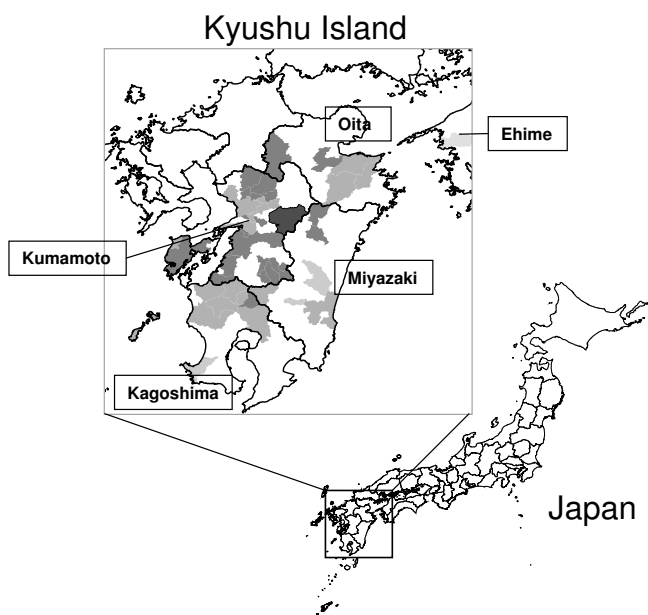 Kyushu Island
Oita
Ehime
Kumamoto
Miyazaki
Kagoshima
Japan